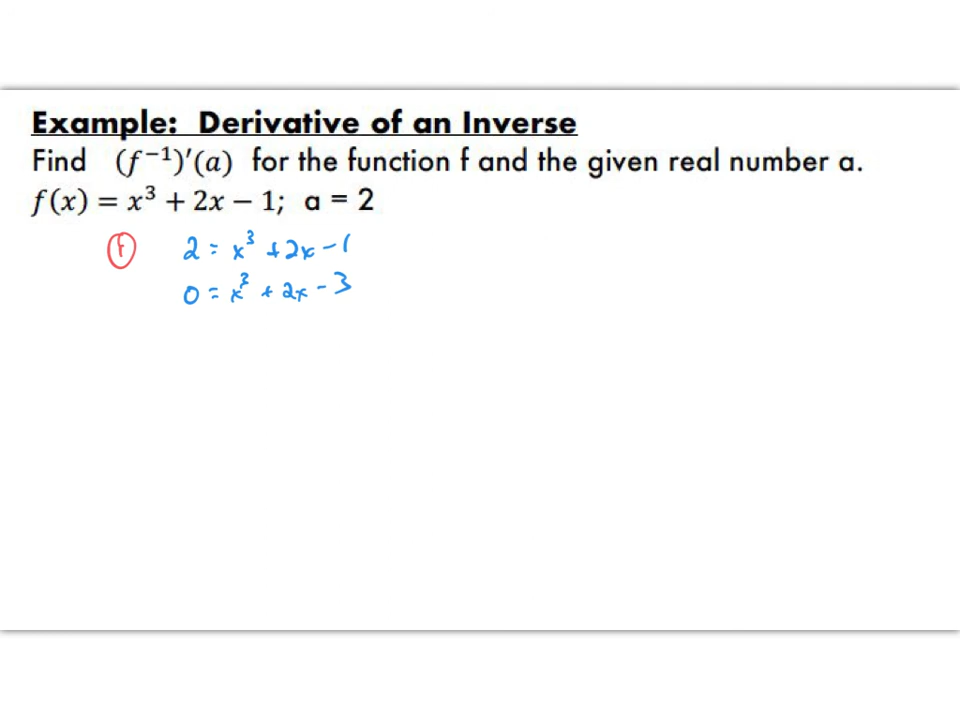 Example: Derivative of an Inverse
Find (f⁻¹)′(a) for the function f and the given real number a.
f(x) = x³ + 2x − 1; a = 2
2 = x³ + 2x − 1
0 = x³ + 2x − 3